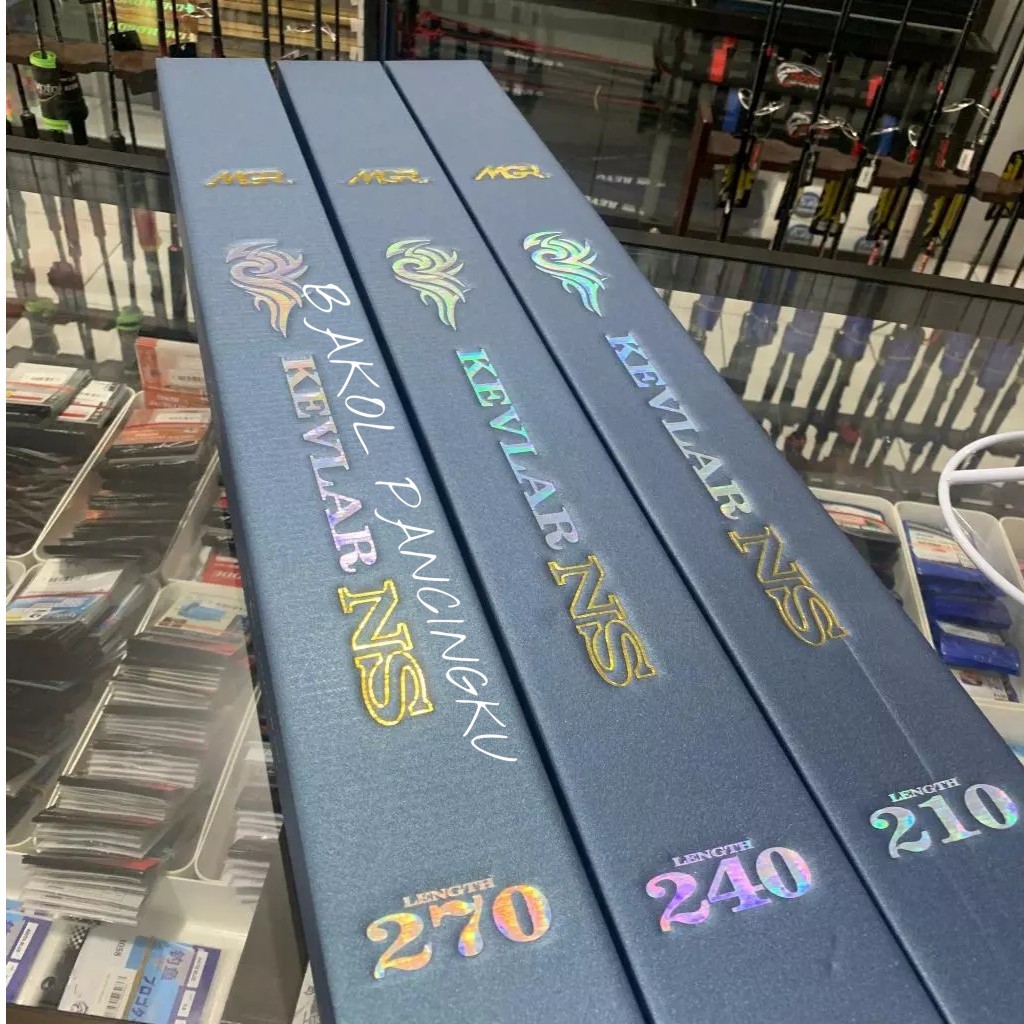 MGR
KEVLAR NS
LENGTH
270
MGR
KEVLAR NS
LENGTH
240
MGR
KEVLAR NS
LENGTH
210
BAKOL PANCINGKU